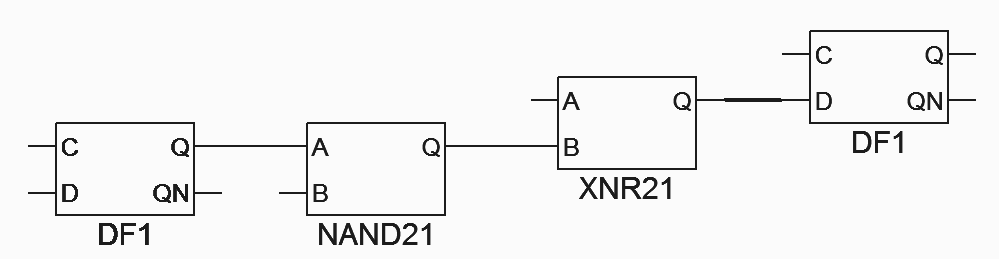 C Q
D QN
DF1
A Q
B
NAND21
A Q
B
XNR21
C Q
D QN
DF1